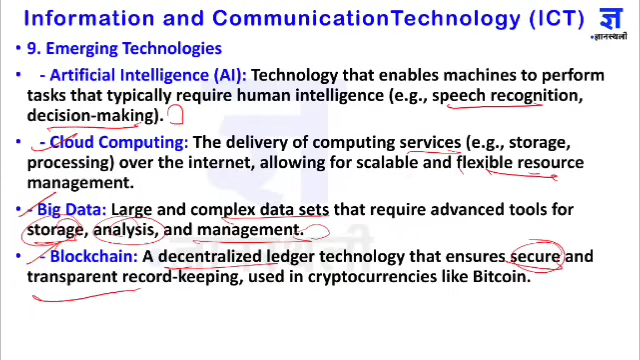 Information and CommunicationTechnology (ICT)
ज्ञ
ज्ञानस्थली
• 9. Emerging Technologies
• - Artificial Intelligence (AI): Technology that enables machines to perform
tasks that typically require human intelligence (e.g., speech recognition,
decision-making).
• - Cloud Computing: The delivery of computing services (e.g., storage,
processing) over the internet, allowing for scalable and flexible resource
management.
• - Big Data: Large and complex data sets that require advanced tools for
storage, analysis, and management.
• - Blockchain: A decentralized ledger technology that ensures secure and
transparent record-keeping, used in cryptocurrencies like Bitcoin.